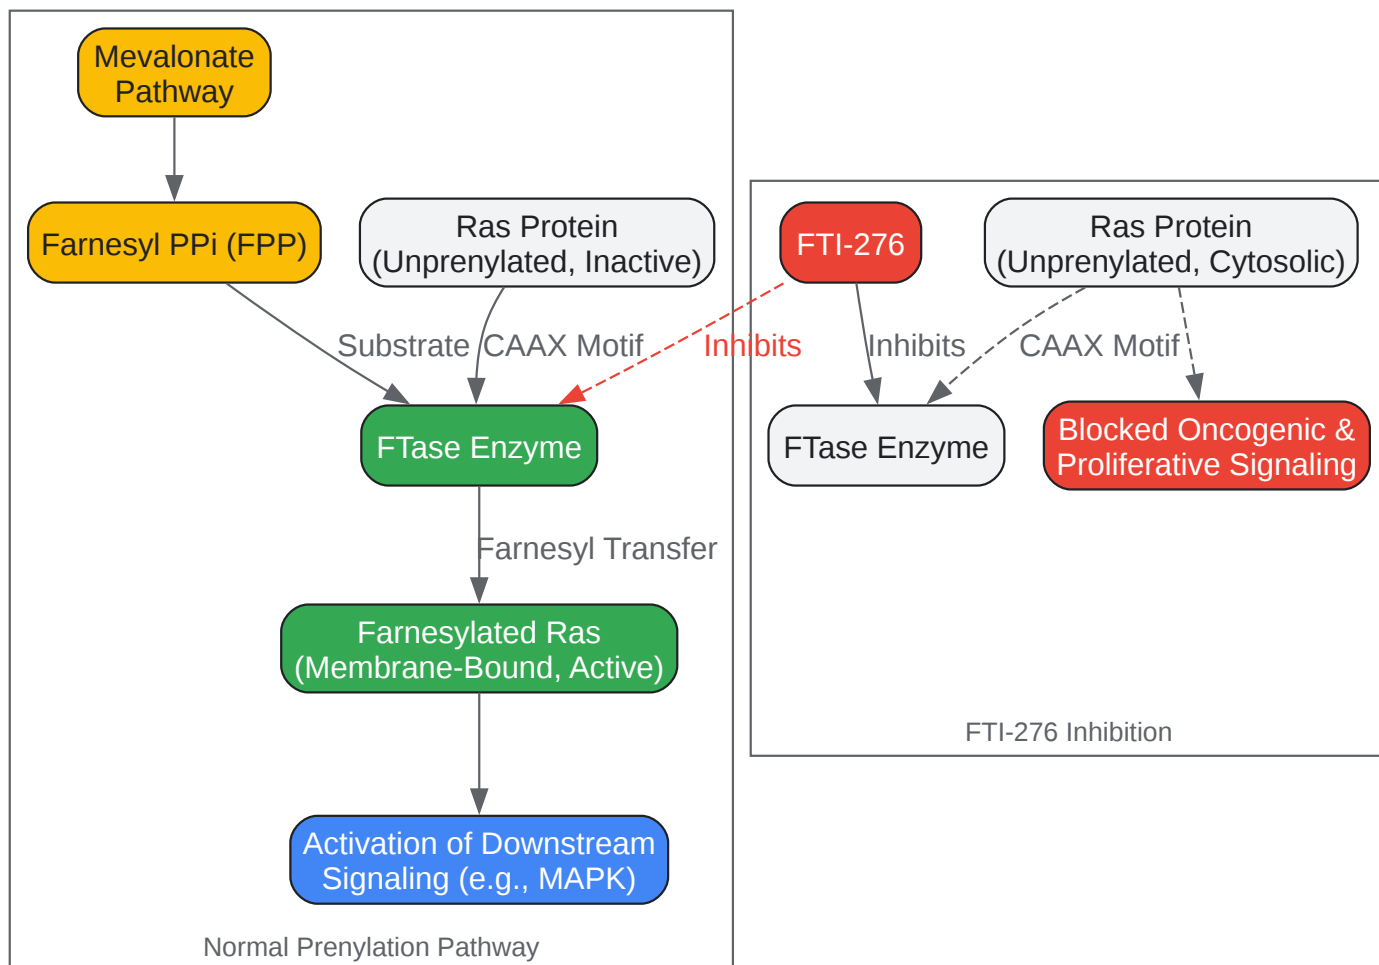 Mevalonate
Pathway
Farnesyl PPi (FPP)
Ras Protein
(Unprenylated, Inactive)
Substrate
CAAX Motif
Inhibits
FTase Enzyme
Farnesyl Transfer
Farnesylated Ras
(Membrane-Bound, Active)
Activation of Downstream
Signaling (e.g., MAPK)
Normal Prenylation Pathway
FTI-276
Ras Protein
(Unprenylated, Cytosolic)
Inhibits
CAAX Motif
FTase Enzyme
Blocked Oncogenic &
Proliferative Signaling
FTI-276 Inhibition